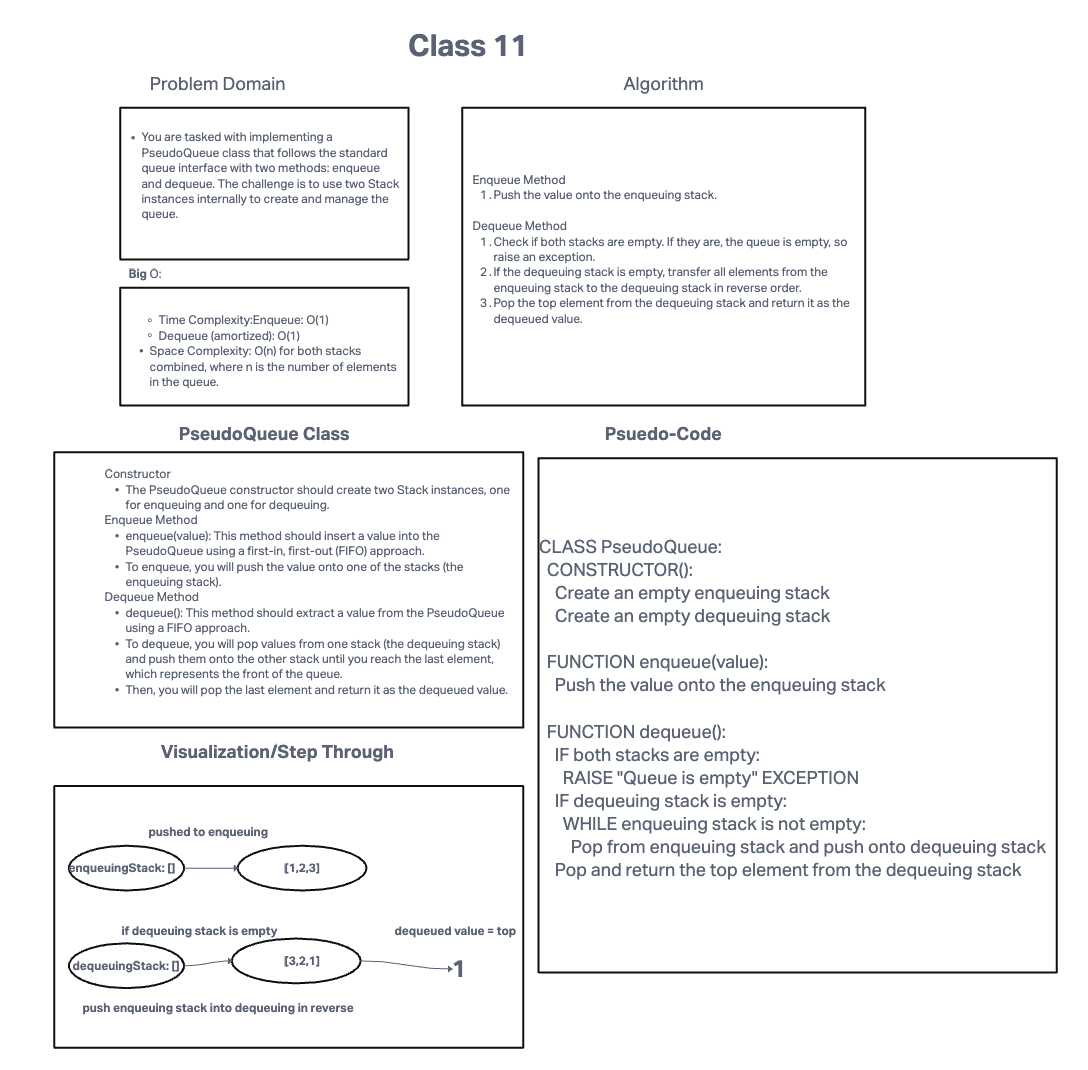 Class 11
Problem Domain
• You are tasked with implementing a
PseudoQueue class that follows the standard
queue interface with two methods: enqueue
and dequeue. The challenge is to use two Stack
instances internally to create and manage the
queue.
Big O:
◦ Time Complexity:Enqueue: O(1)
◦ Dequeue (amortized): O(1)
• Space Complexity: O(n) for both stacks
combined, where n is the number of elements
in the queue.
Algorithm
Enqueue Method
1. Push the value onto the enqueuing stack.
Dequeue Method
1. Check if both stacks are empty. If they are, the queue is empty, so
raise an exception.
2. If the dequeuing stack is empty, transfer all elements from the
enqueuing stack to the dequeuing stack in reverse order.
3. Pop the top element from the dequeuing stack and return it as the
dequeued value.
PseudoQueue Class
Constructor
• The PseudoQueue constructor should create two Stack instances, one
for enqueuing and one for dequeuing.
Enqueue Method
• enqueue(value): This method should insert a value into the
PseudoQueue using a first-in, first-out (FIFO) approach.
• To enqueue, you will push the value onto one of the stacks (the
enqueuing stack).
Dequeue Method
• dequeue(): This method should extract a value from the PseudoQueue
using a FIFO approach.
• To dequeue, you will pop values from one stack (the dequeuing stack)
and push them onto the other stack until you reach the last element,
which represents the front of the queue.
• Then, you will pop the last element and return it as the dequeued value.
Psuedo-Code
CLASS PseudoQueue:
CONSTRUCTOR():
Create an empty enqueuing stack
Create an empty dequeuing stack
FUNCTION enqueue(value):
Push the value onto the enqueuing stack
FUNCTION dequeue():
IF both stacks are empty:
RAISE "Queue is empty" EXCEPTION
IF dequeuing stack is empty:
WHILE enqueuing stack is not empty:
Pop from enqueuing stack and push onto dequeuing stack
Pop and return the top element from the dequeuing stack
Visualization/Step Through
pushed to enqueuing
enqueuingStack: []
[1,2,3]
if dequeuing stack is empty
dequeued value = top
dequeuingStack: []
[3,2,1]
1
push enqueuing stack into dequeuing in reverse